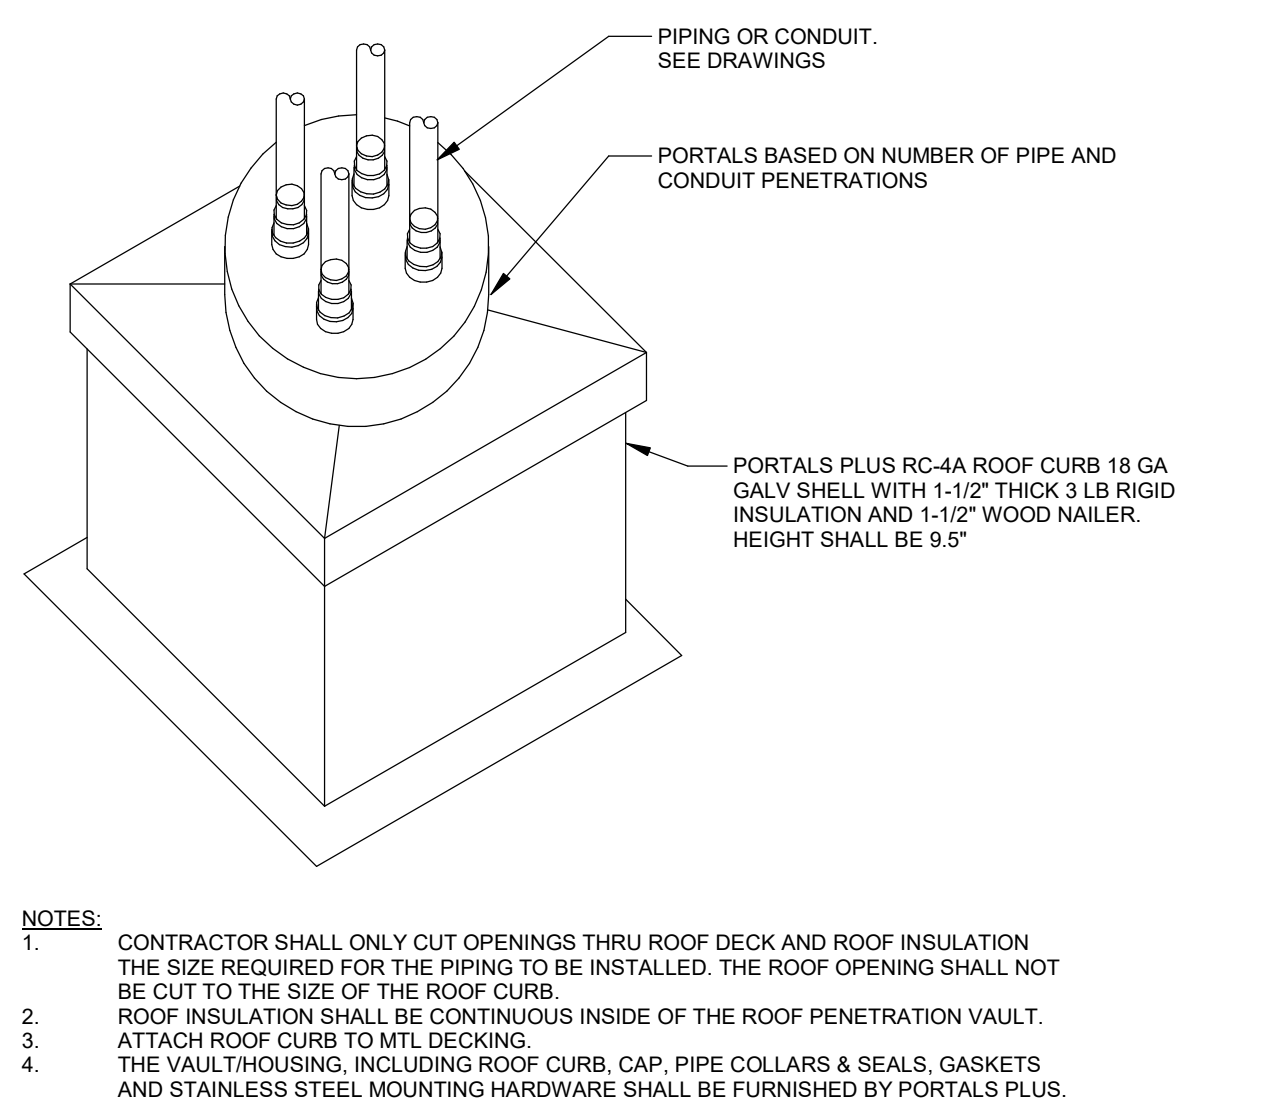 PIPING OR CONDUIT.
SEE DRAWINGS
PORTALS BASED ON NUMBER OF PIPE AND
CONDUIT PENETRATIONS
PORTALS PLUS RC-4A ROOF CURB 18 GA
GALV SHELL WITH 1-1/2" THICK 3 LB RIGID
INSULATION AND 1-1/2" WOOD NAILER.
HEIGHT SHALL BE 9.5"
NOTES:
1. CONTRACTOR SHALL ONLY CUT OPENINGS THRU ROOF DECK AND ROOF INSULATION
THE SIZE REQUIRED FOR THE PIPING TO BE INSTALLED. THE ROOF OPENING SHALL NOT
BE CUT TO THE SIZE OF THE ROOF CURB.
2. ROOF INSULATION SHALL BE CONTINUOUS INSIDE OF THE ROOF PENETRATION VAULT.
3. ATTACH ROOF CURB TO MTL DECKING.
4. THE VAULT/HOUSING, INCLUDING ROOF CURB, CAP, PIPE COLLARS & SEALS, GASKETS
AND STAINLESS STEEL MOUNTING HARDWARE SHALL BE FURNISHED BY PORTALS PLUS.